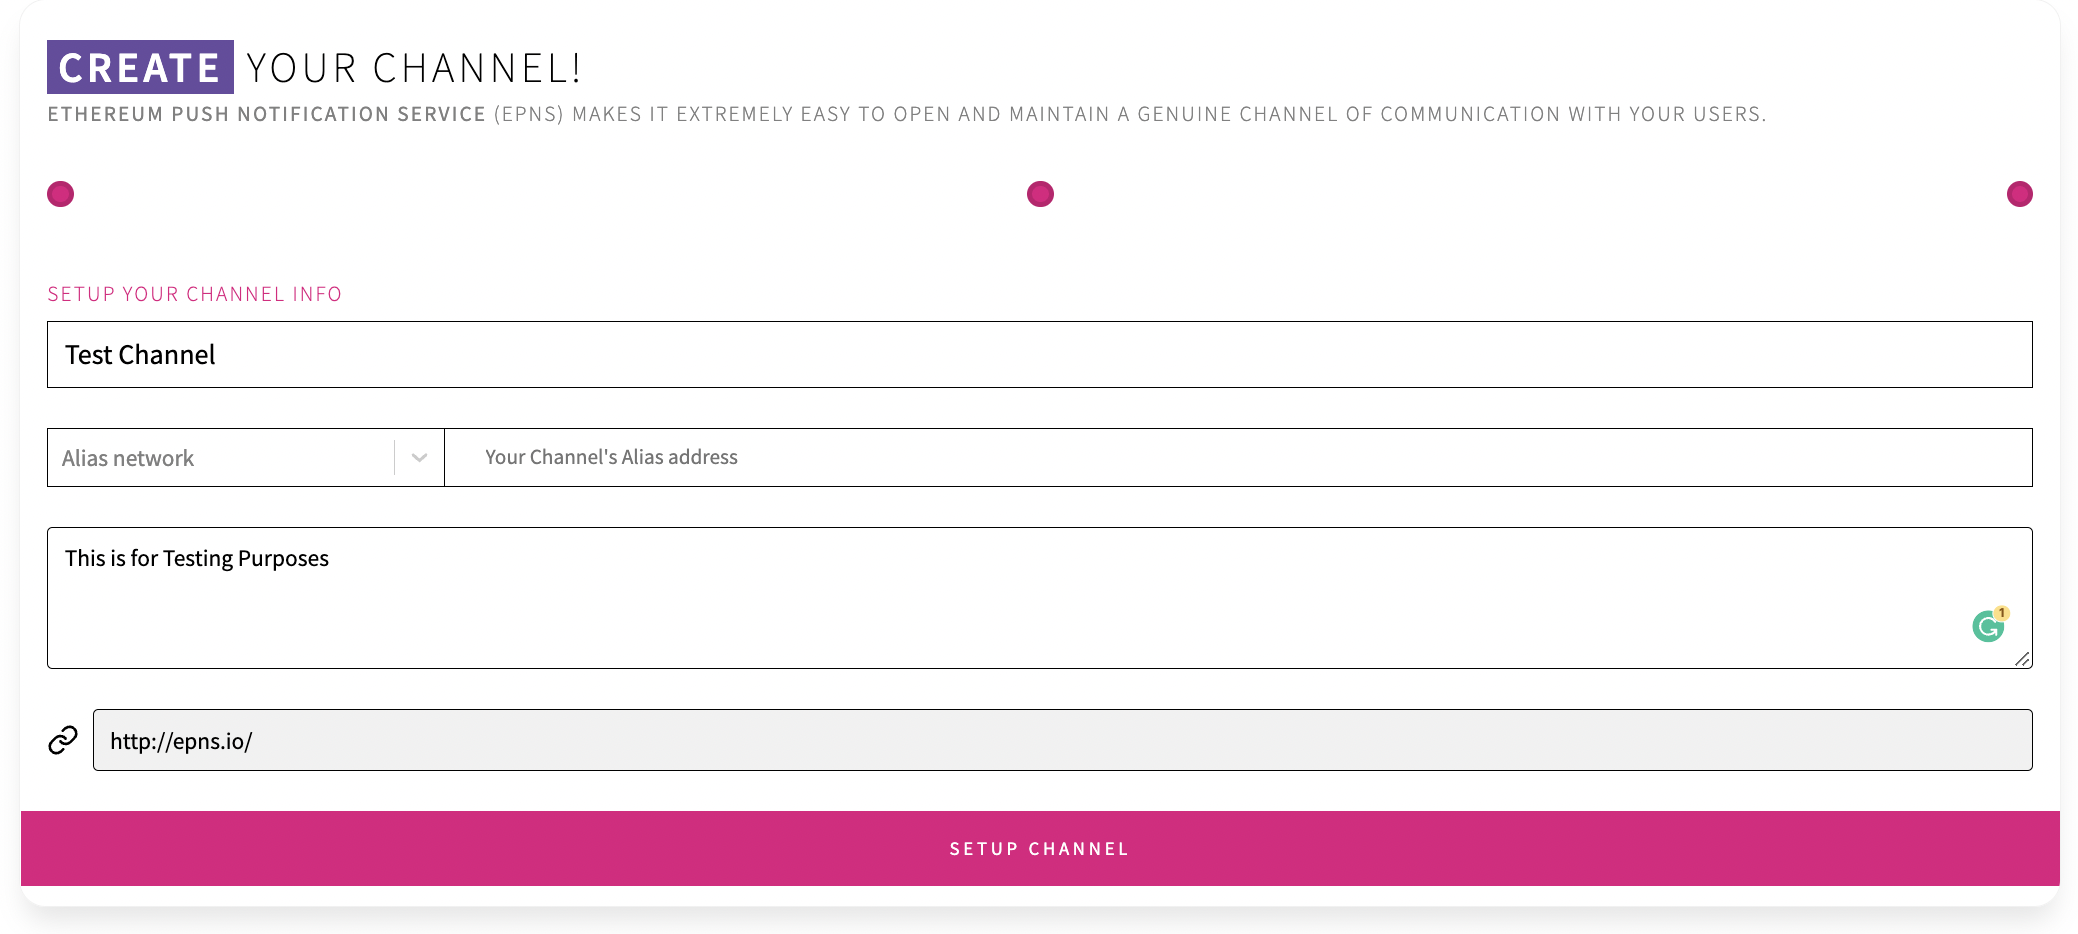 CREATE YOUR CHANNEL!
ETHEREUM PUSH NOTIFICATION SERVICE (EPNS) MAKES IT EXTREMELY EASY TO OPEN AND MAINTAIN A GENUINE CHANNEL OF COMMUNICATION WITH YOUR USERS.
SETUP YOUR CHANNEL INFO
Test Channel
Alias network Your Channel's Alias address
This is for Testing Purposes
1
http://epns.io/
SETUP CHANNEL